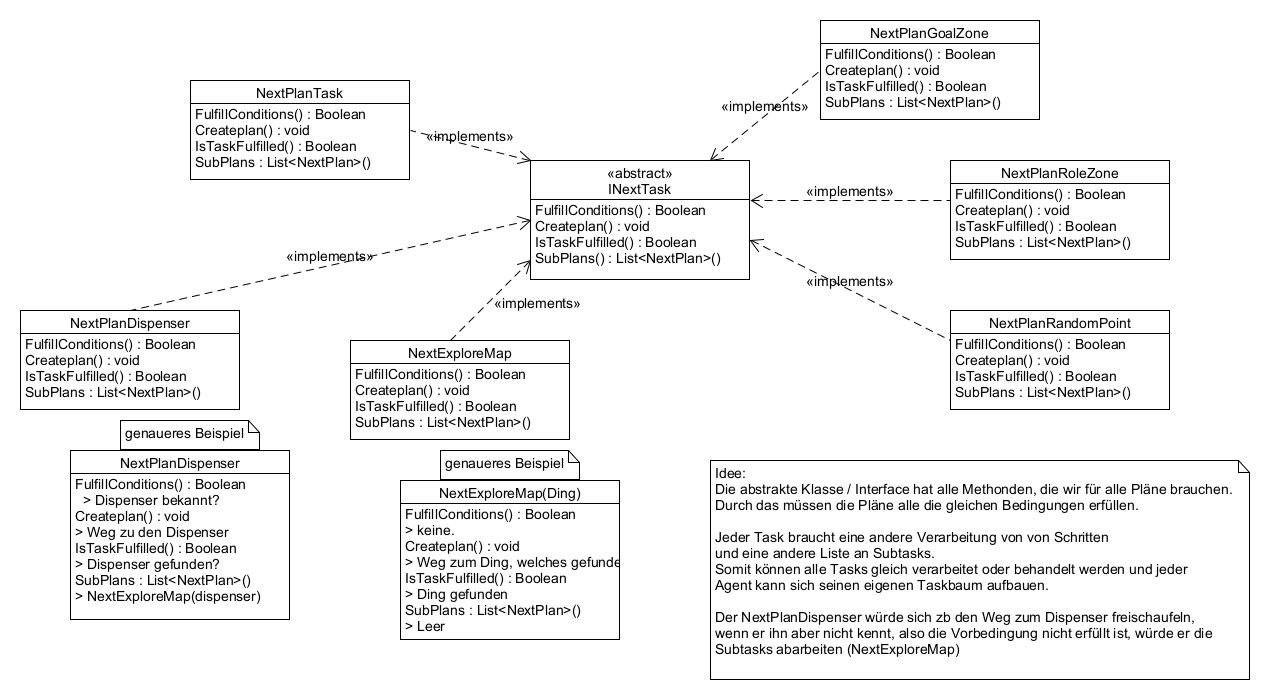 NextPlanGoalZone
FulfillConditions() : Boolean
Createplan() : void
IsTaskFulfilled() : Boolean
SubPlans : List<NextPlan>()
«implements»
NextPlanTask
FulfillConditions() : Boolean
Createplan() : void
IsTaskFulfilled() : Boolean
SubPlans : List<NextPlan>()
«implements»
«abstract»
INextTask
FulfillConditions() : Boolean
Createplan() : void
IsTaskFulfilled() : Boolean
SubPlans() : List<NextPlan>()
«implements»
NextPlanRoleZone
FulfillConditions() : Boolean
Createplan() : void
IsTaskFulfilled() : Boolean
SubPlans : List<NextPlan>()
«implements»
«implements»
«implements»
NextPlanDispenser
FulfillConditions() : Boolean
Createplan() : void
IsTaskFulfilled() : Boolean
SubPlans : List<NextPlan>()
NextExploreMap
FulfillConditions() : Boolean
Createplan() : void
IsTaskFulfilled() : Boolean
SubPlans : List<NextPlan>()
NextPlanRandomPoint
FulfillConditions() : Boolean
Createplan() : void
IsTaskFulfilled() : Boolean
SubPlans : List<NextPlan>()
genaueres Beispiel
NextPlanDispenser
FulfillConditions() : Boolean
> Dispenser bekannt?
Createplan() : void
> Weg zu den Dispenser
IsTaskFulfilled() : Boolean
> Dispenser gefunden?
SubPlans : List<NextPlan>()
> NextExploreMap(dispenser)
genaueres Beispiel
NextExploreMap(Ding)
FulfillConditions() : Boolean
> keine.
Createplan() : void
> Weg zum Ding, welches gefunde
IsTaskFulfilled() : Boolean
> Ding gefunden
SubPlans : List<NextPlan>()
> Leer
Idee:
Die abstrakte Klasse / Interface hat alle Methonden, die wir für alle Pläne brauchen.
Durch das müssen die Pläne alle die gleichen Bedingungen erfüllen.
Jeder Task braucht eine andere Verarbeitung von von Schritten
und eine andere Liste an Subtasks.
Somit können alle Tasks gleich verarbeitet oder behandelt werden und jeder
Agent kann sich seinen eigenen Taskbaum aufbauen.
Der NextPlanDispenser würde sich zb den Weg zum Dispenser freischaufeln,
wenn er ihn aber nicht kennt, also die Vorbedingung nicht erfüllt ist, würde er die
Subtasks abarbeiten (NextExploreMap)